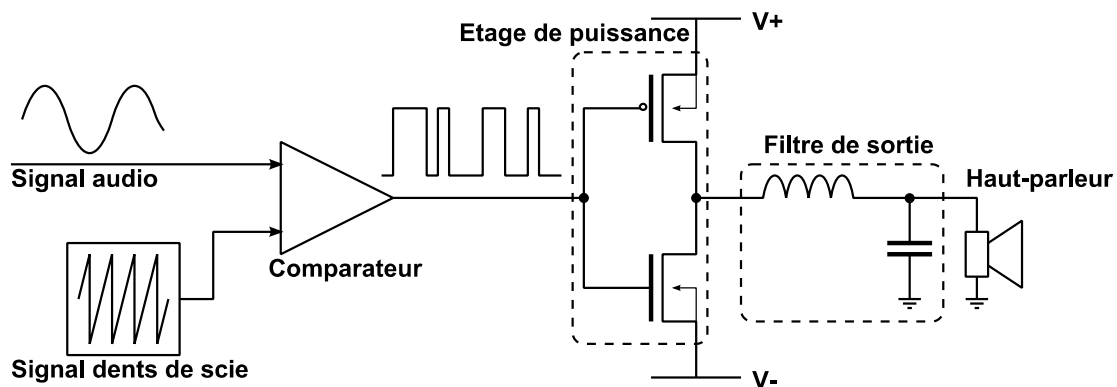 V+
Etage de puissance
Filtre de sortie
Haut-parleur
Signal audio
Comparateur
Signal dents de scie
V-